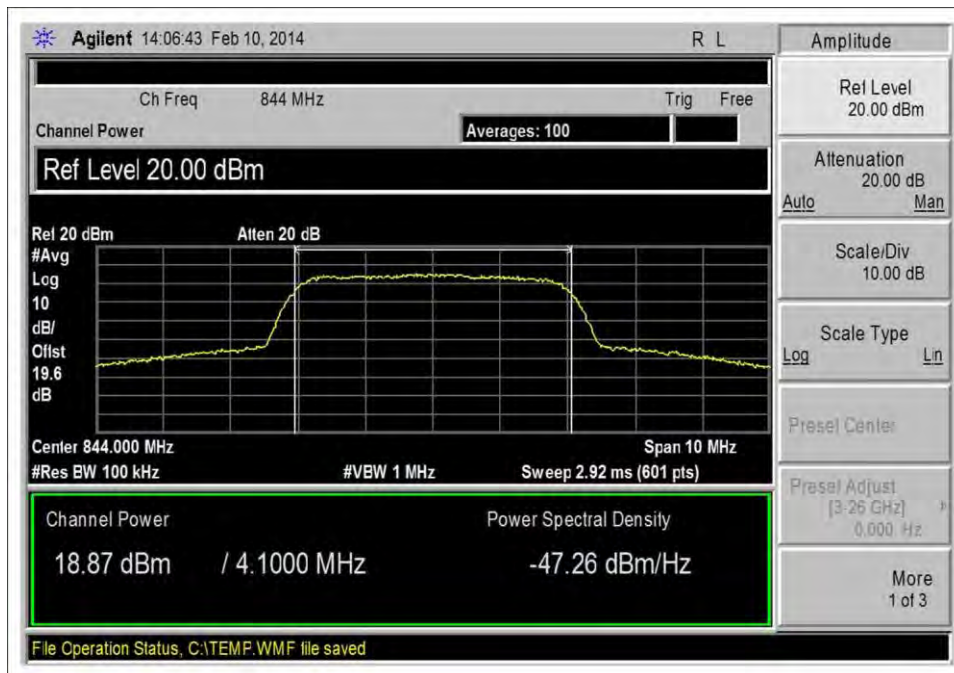 Agilent 14:06:43 Feb 10, 2014 R L
Amplitude
Ch Freq 844 MHz Trig Free
Channel Power Averages: 100
Ref Level 20.00 dBm
Ref 20 dBm Atten 20 dB
#Avg
Log
10
dB/
Offst
19.6
dB
Center 844.000 MHz Span 10 MHz
#Res BW 100 kHz #VBW 1 MHz Sweep 2.92 ms (601 pts)
Channel Power Power Spectral Density
18.87 dBm / 4.1000 MHz -47.26 dBm/Hz
File Operation Status, C:\TEMP.WMF file saved
Ref Level
20.00 dBm
Attenuation
20.00 dB
Auto Man
Scale/Div
10.00 dB
Scale Type
Log Lin
Presel Center
Presel Adjust
[3-26 GHz]
0.000 Hz
More
1 of 3